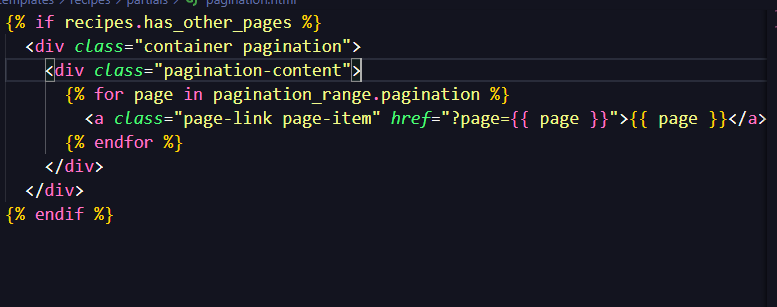 templates > recipes > partials > dj pagination.html
{% if recipes.has_other_pages %}
<div class="container pagination">
<div class="pagination-content">
{% for page in pagination_range.pagination %}
<a class="page-link page-item" href="?page={{ page }}">{{ page }}</a>
{% endfor %}
</div>
</div>
{% endif %}